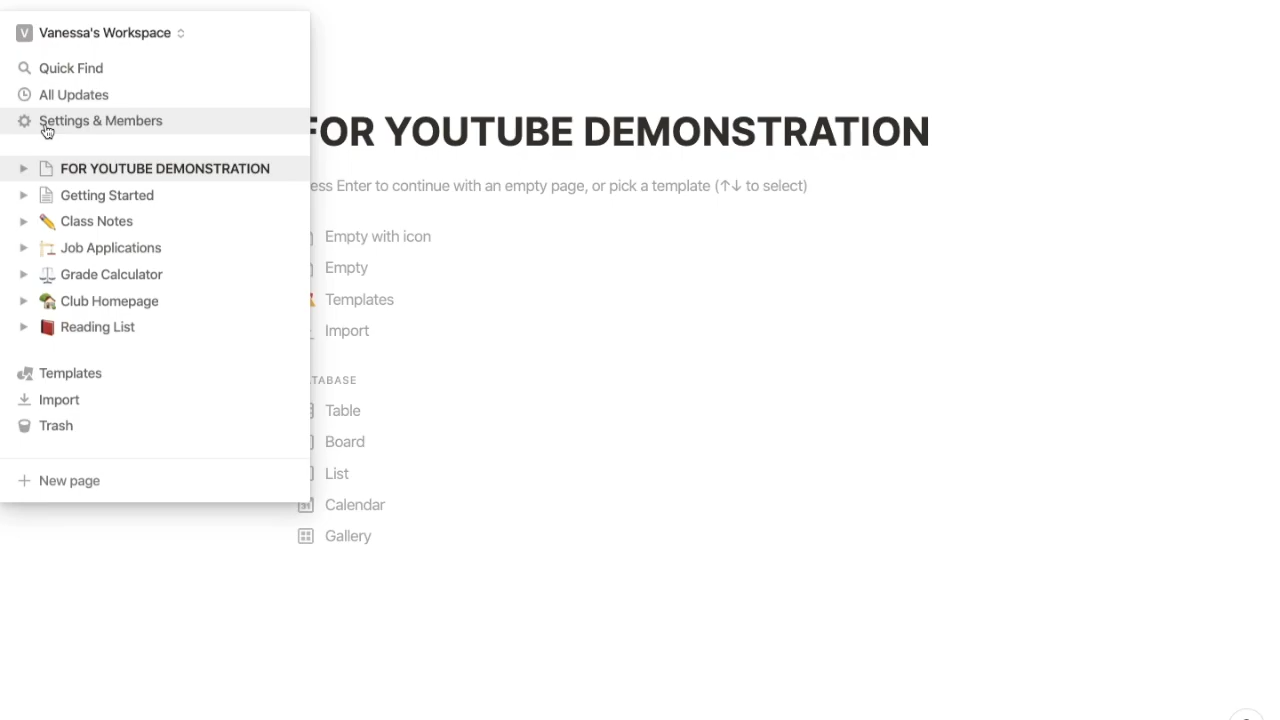 V Vanessa's Workspace
Quick Find
All Updates
Settings & Members
FOR YOUTUBE DEMONSTRATION
Getting Started
Class Notes
Job Applications
Grade Calculator
Club Homepage
Reading List
Templates
Import
Trash
New page
FOR YOUTUBE DEMONSTRATION
ess Enter to continue with an empty page, or pick a template (↑↓ to select)
Empty with icon
Empty
Templates
Import
TABASE
Table
Board
List
31 Calendar
Gallery